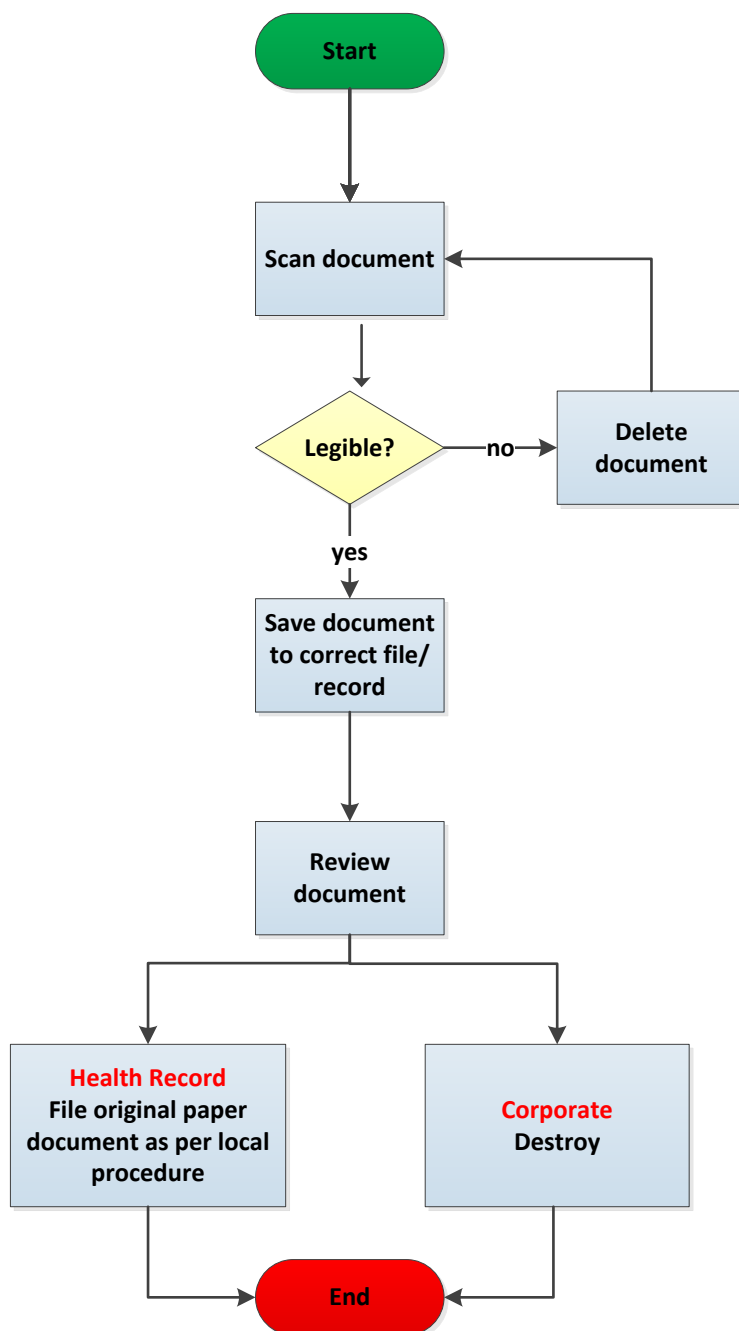 Start
Scan document
Legible?
no
Delete
document
yes
Save document
to correct file/
record
Review
document
Health Record
File original paper
document as per local
procedure
Corporate
Destroy
End